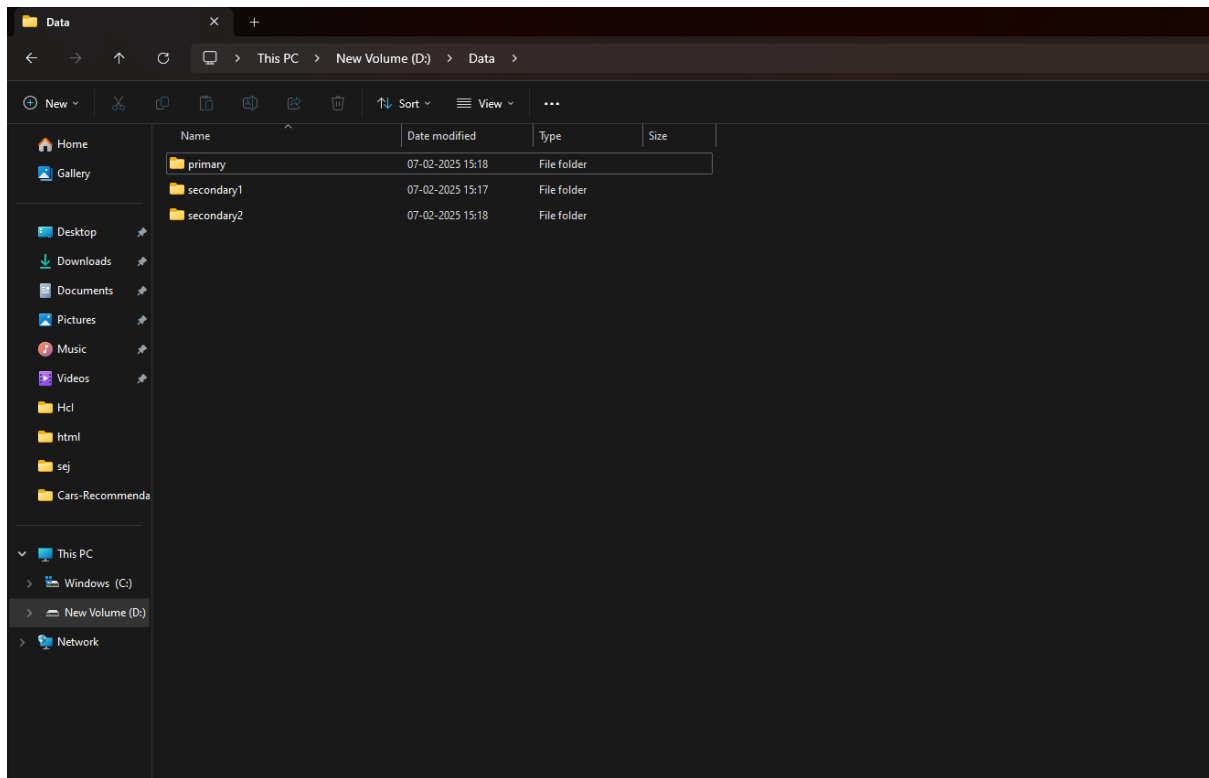 Data
This PC New Volume (D:) Data
New Sort View
Name Date modified Type Size
primary 07-02-2025 15:18 File folder
secondary1 07-02-2025 15:17 File folder
secondary2 07-02-2025 15:18 File folder
Home
Gallery
Desktop
Downloads
Documents
Pictures
Music
Videos
Hcl
html
sej
Cars-Recommenda
This PC
Windows (C:)
New Volume (D:)
Network